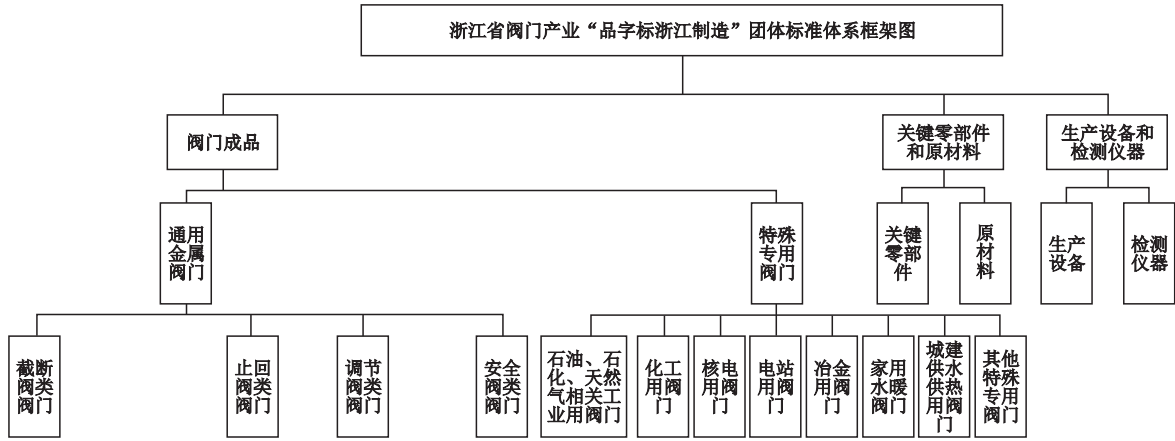 浙江省阀门产业“品字标浙江制造”团体标准体系框架图
阀门成品
关键零部件
和原材料
生产设备和
检测仪器
通用
金属
阀门
特殊
专用
阀门
关键
零部
件
原
材
料
生产
设备
检测
仪器
截断
阀类
阀门
止回
阀类
阀门
调节
阀类
阀门
安全
阀类
阀门
石油、石
化、天然
气相关工
业用阀门
化工
用阀
门
核电
用阀
门
电站
用阀
门
冶金
用阀
门
家用
水暖
阀门
城建
供水
供热
用阀
门
其他
特殊
专用
阀门